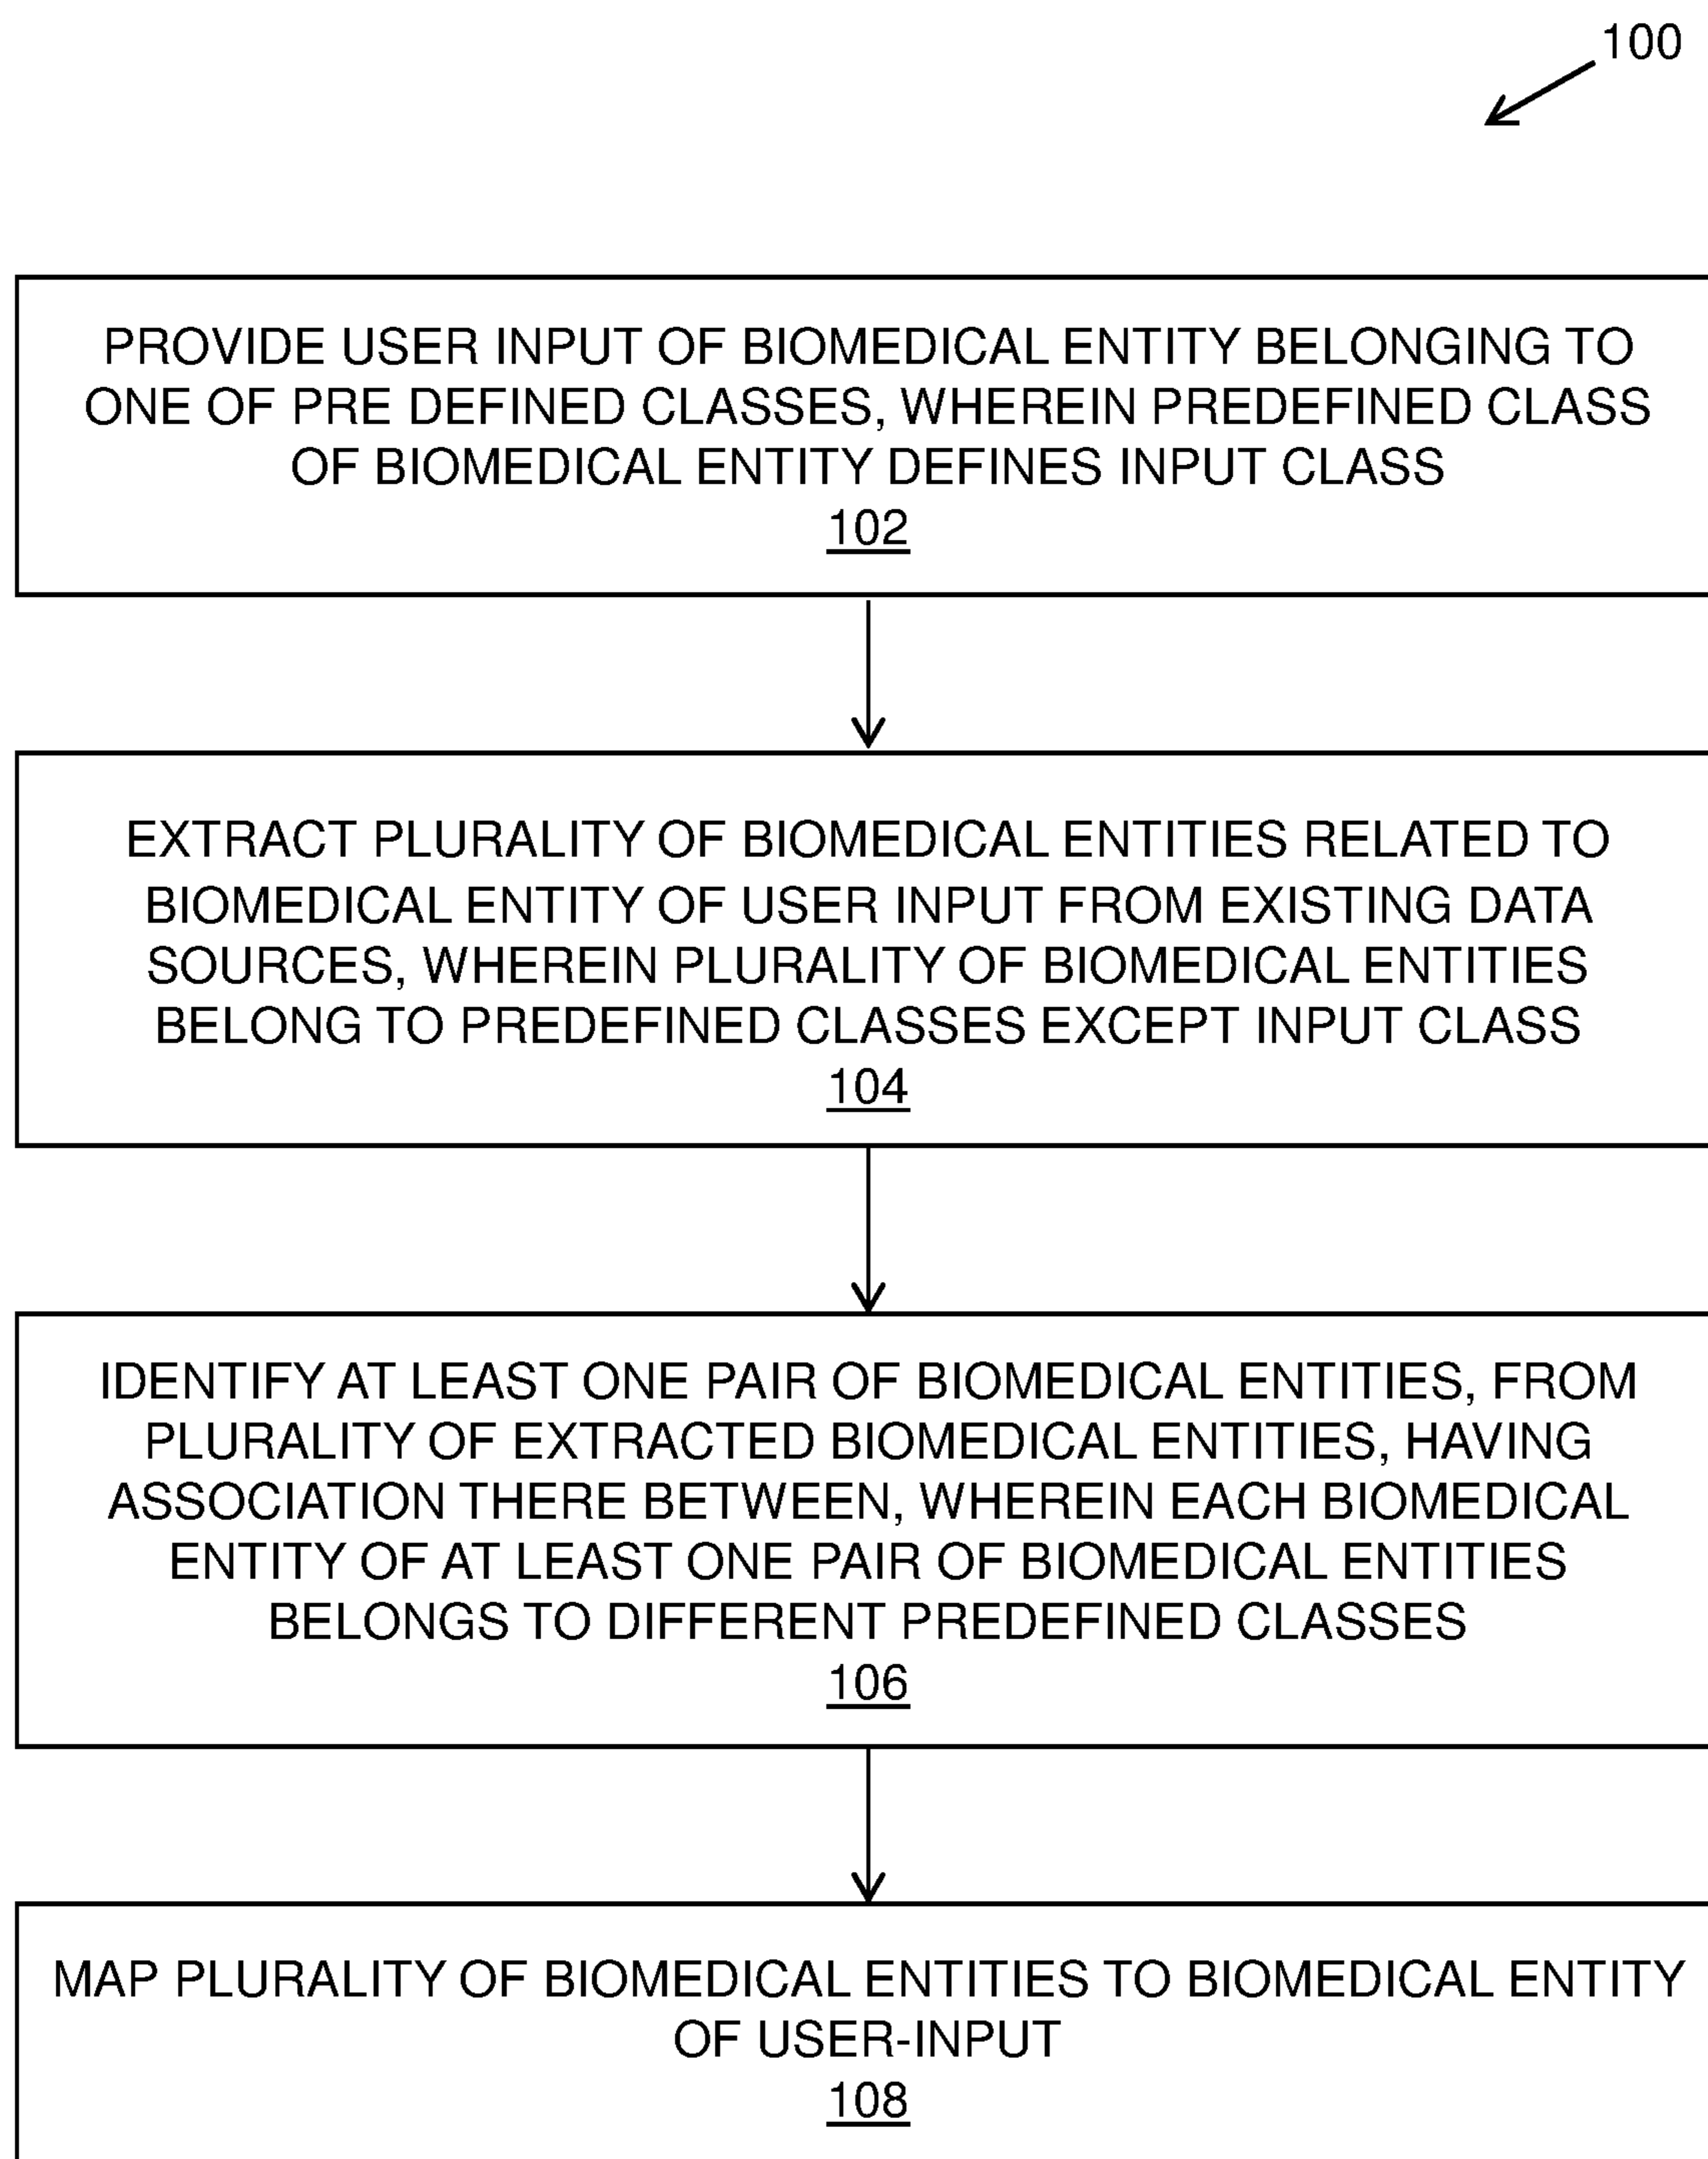 100
PROVIDE USER INPUT OF BIOMEDICAL ENTITY BELONGING TO
ONE OF PRE DEFINED CLASSES, WHEREIN PREDEFINED CLASS
OF BIOMEDICAL ENTITY DEFINES INPUT CLASS
102
EXTRACT PLURALITY OF BIOMEDICAL ENTITIES RELATED TO
BIOMEDICAL ENTITY OF USER INPUT FROM EXISTING DATA
SOURCES, WHEREIN PLURALITY OF BIOMEDICAL ENTITIES
BELONG TO PREDEFINED CLASSES EXCEPT INPUT CLASS
104
IDENTIFY AT LEAST ONE PAIR OF BIOMEDICAL ENTITIES, FROM
PLURALITY OF EXTRACTED BIOMEDICAL ENTITIES, HAVING
ASSOCIATION THERE BETWEEN, WHEREIN EACH BIOMEDICAL
ENTITY OF AT LEAST ONE PAIR OF BIOMEDICAL ENTITIES
BELONGS TO DIFFERENT PREDEFINED CLASSES
106
MAP PLURALITY OF BIOMEDICAL ENTITIES TO BIOMEDICAL ENTITY
OF USER-INPUT
108